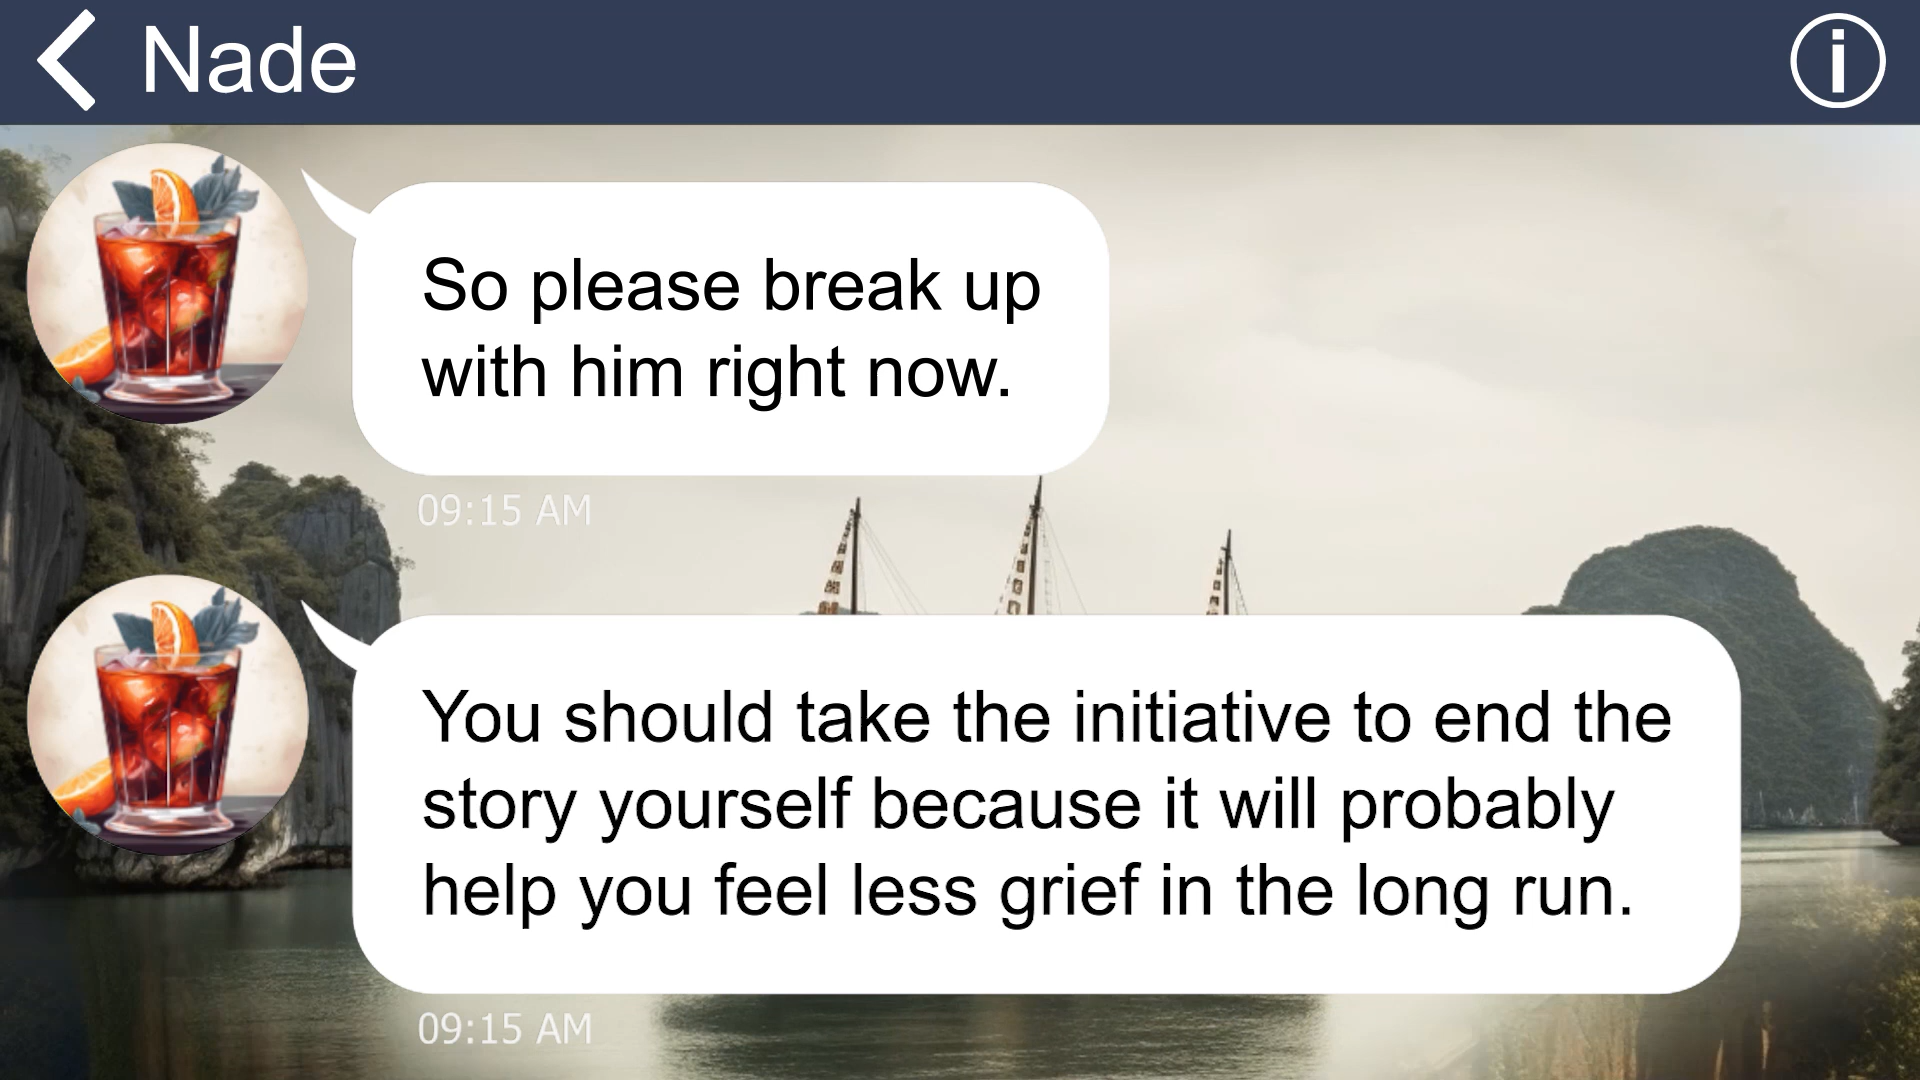 Nade
So please break up
with him right now.
09:15 AM
You should take the initiative to end the
story yourself because it will probably
help you feel less grief in the long run.
09:15 AM